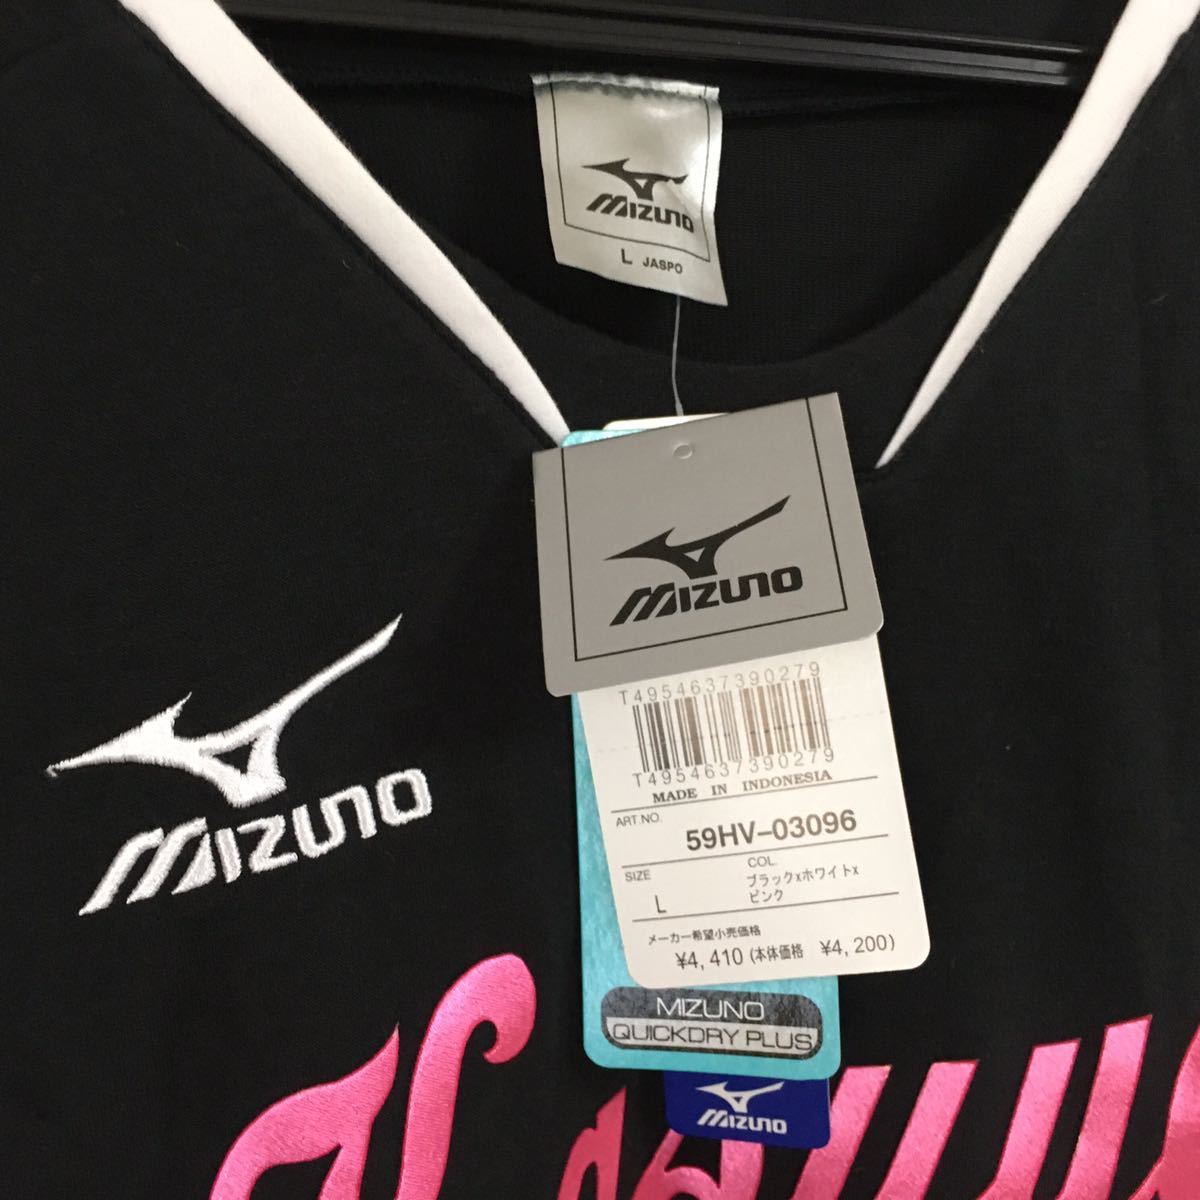 MIZUNO
L JASPO
MIZUNO
T4954637390279
T4954637390279
MADE IN INDONESIA
ART.NO.
59HV-03096
SIZE
L
COL.
ブラックxホワイトx
ピンク
メーカー希望小売価格
¥4,410 (本体価格 ¥4,200)
MIZUNO
QUICKDRY PLUS
MIZUNO
MIZUNO